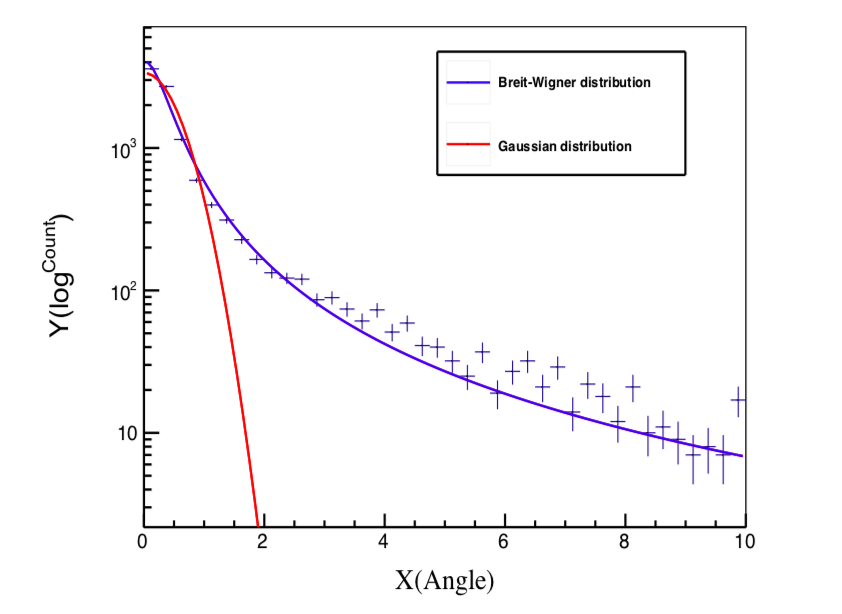 Breit-Wigner distribution
Gaussian distribution
10³
10²
10
Y(log^Count)
0 2 4 6 8 10
X(Angle)